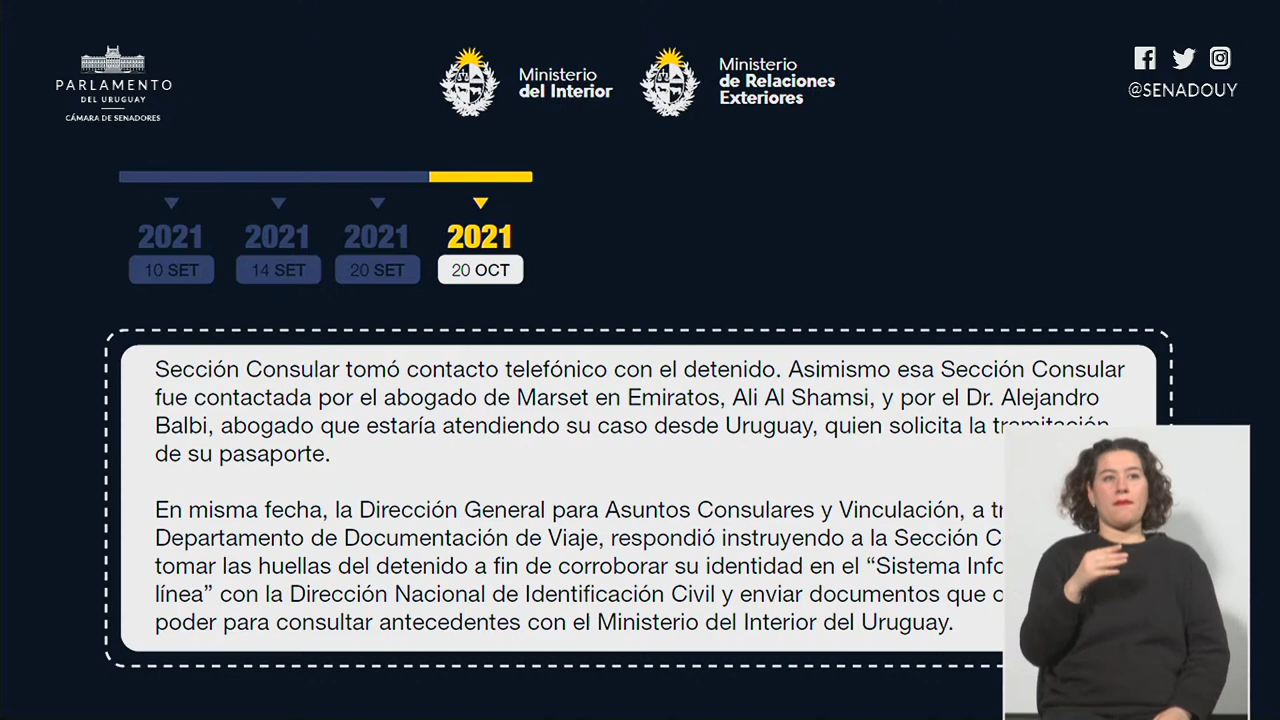 PARLAMENTO
DEL URUGUAY
CÁMARA DE SENADORES
Ministerio
del Interior
Ministerio
de Relaciones
Exteriores
@SENADOUY
2021
10 SET
2021
14 SET
2021
20 SET
2021
20 OCT
Sección Consular tomó contacto telefónico con el detenido. Asimismo esa Sección Consular
fue contactada por el abogado de Marset en Emiratos, Ali Al Shamsi, y por el Dr. Alejandro
Balbi, abogado que estaría atendiendo su caso desde Uruguay, quien solicita la tramitación
de su pasaporte.
En misma fecha, la Dirección General para Asuntos Consulares y Vinculación, a
Departamento de Documentación de Viaje, respondió instruyendo a la Sección
tomar las huellas del detenido a fin de corroborar su identidad en el “Sistema
línea” con la Dirección Nacional de Identificación Civil y enviar documentos que
poder para consultar antecedentes con el Ministerio del Interior del Uruguay.